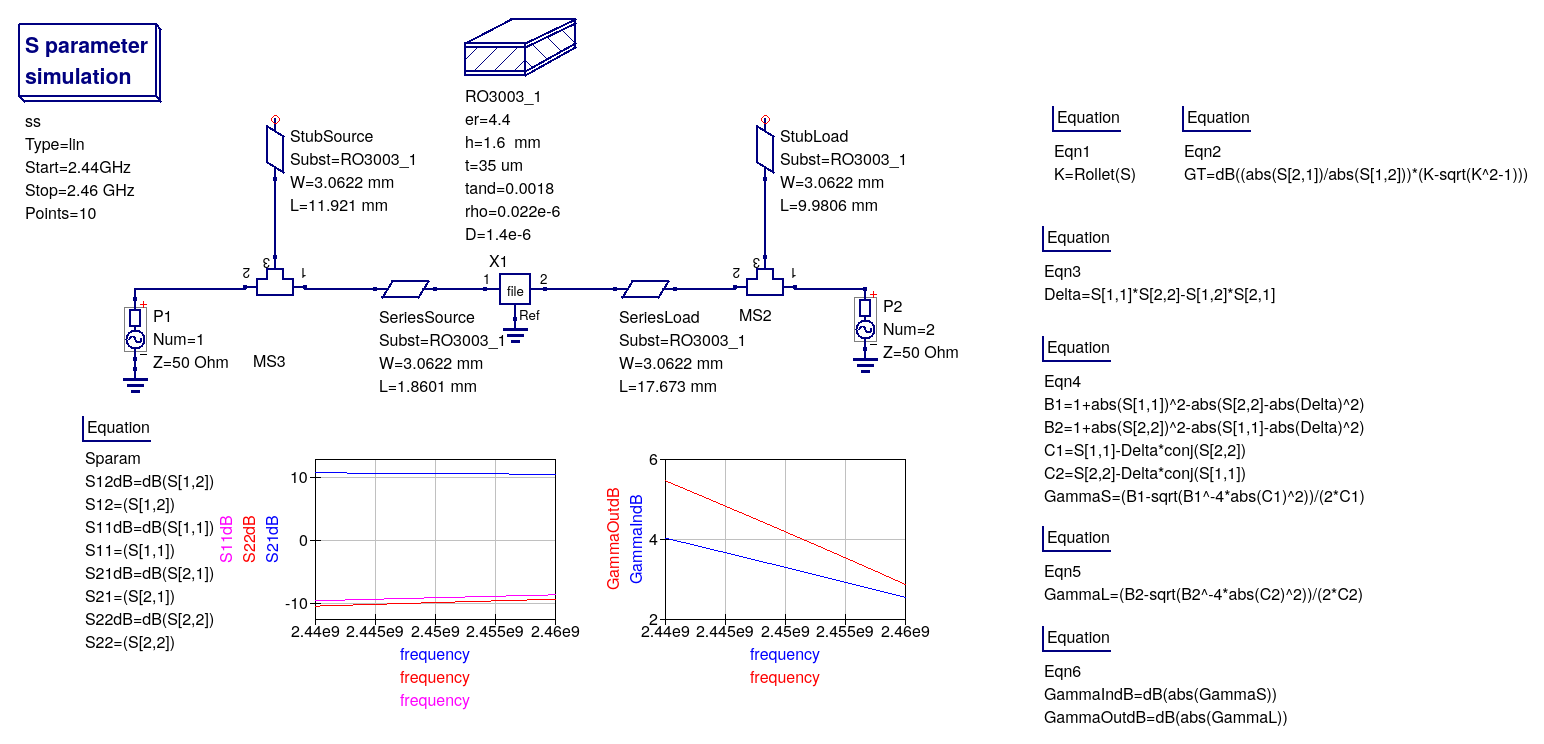 S parameter
simulation
ss
Type=lin
Start=2.44GHz
Stop=2.46 GHz
Points=10
RO3003_1
er=4.4
h=1.6 mm
t=35 um
tand=0.0018
rho=0.022e-6
D=1.4e-6
StubSource
Subst=RO3003_1
W=3.0622 mm
L=11.921 mm
StubLoad
Subst=RO3003_1
W=3.0622 mm
L=9.9806 mm
2
3
1
X1
1
2
file
Ref
2
3
1
+
P1
Num=1
Z=50 Ohm
MS3
SeriesSource
Subst=RO3003_1
W=3.0622 mm
L=1.8601 mm
SeriesLoad
Subst=RO3003_1
W=3.0622 mm
L=17.673 mm
MS2
+
P2
Num=2
Z=50 Ohm
Equation
Eqn1
K=Rollet(S)
Equation
Eqn2
GT=dB((abs(S[2,1])/abs(S[1,2]))*(K-sqrt(K^2-1)))
Equation
Eqn3
Delta=S[1,1]*S[2,2]-S[1,2]*S[2,1]
Equation
Eqn4
B1=1+abs(S[1,1])^2-abs(S[2,2]-abs(Delta)^2)
B2=1+abs(S[2,2])^2-abs(S[1,1]-abs(Delta)^2)
C1=S[1,1]-Delta*conj(S[2,2])
C2=S[2,2]-Delta*conj(S[1,1])
GammaS=(B1-sqrt(B1^-4*abs(C1)^2))/(2*C1)
Equation
Eqn5
GammaL=(B2-sqrt(B2^-4*abs(C2)^2))/(2*C2)
Equation
Eqn6
GammaIndB=dB(abs(GammaS))
GammaOutdB=dB(abs(GammaL))
Equation
Sparam
S12dB=dB(S[1,2])
S12=(S[1,2])
S11dB=dB(S[1,1])
S11=(S[1,1])
S21dB=dB(S[2,1])
S21=(S[2,1])
S22dB=dB(S[2,2])
S22=(S[2,2])
S11dB
S22dB
S21dB
10
0
-10
2.44e9 2.445e9 2.45e9 2.455e9 2.46e9
frequency
frequency
frequency
GammaOutdB
GammaIndB
6
4
2
2.44e9 2.445e9 2.45e9 2.455e9 2.46e9
frequency
frequency